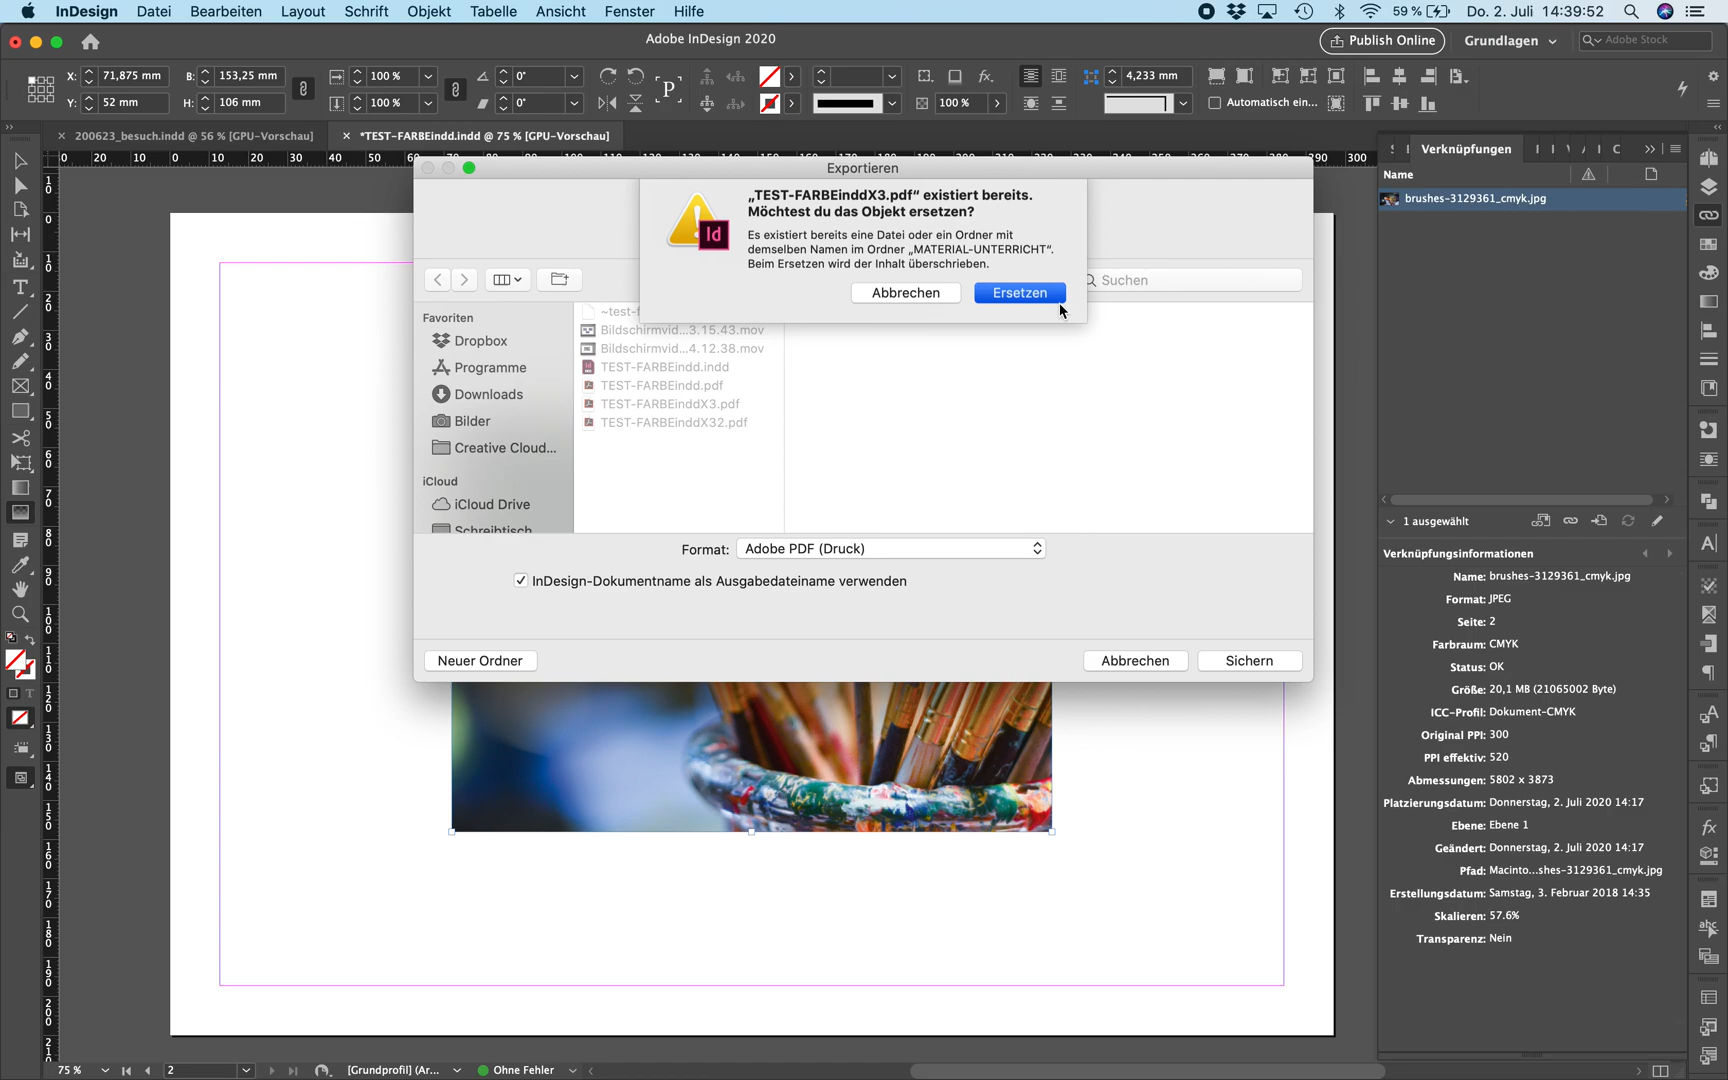 InDesign Datei Bearbeiten Layout Schrift Objekt Tabelle Ansicht Fenster Hilfe
59 % Do. 2. Juli 14:39:52
Adobe InDesign 2020
Publish Online Grundlagen Adobe Stock
X: 71,875 mm B: 153,25 mm 100 % 0° 4,233 mm
Y: 52 mm H: 106 mm 100 % 0° 100 % Automatisch ein...
200623_besuch.indd @ 56 % [GPU-Vorschau]
*TEST-FARBEindd.indd @ 75 % [GPU-Vorschau]
Exportieren
„TEST-FARBEinddX3.pdf“ existiert bereits.
Möchtest du das Objekt ersetzen?
Es existiert bereits eine Datei oder ein Ordner mit
demselben Namen im Ordner „MATERIAL-UNTERRICHT“.
Beim Ersetzen wird der Inhalt überschrieben.
Abbrechen Ersetzen
Suchen
Favoriten
Dropbox
Programme
Downloads
Bilder
Creative Cloud...
iCloud
iCloud Drive
Schreibtisch
Bildschirmvid...3.15.43.mov
Bildschirmvid...4.12.38.mov
TEST-FARBEindd.indd
TEST-FARBEindd.pdf
TEST-FARBEinddX3.pdf
TEST-FARBEinddX32.pdf
Format: Adobe PDF (Druck)
InDesign-Dokumentname als Ausgabedateiname verwenden
Neuer Ordner Abbrechen Sichern
Verknüpfungen
Name
brushes-3129361_cmyk.jpg
1 ausgewählt
Verknüpfungsinformationen
Name: brushes-3129361_cmyk.jpg
Format: JPEG
Seite: 2
Farbraum: CMYK
Status: OK
Größe: 20,1 MB (21065002 Byte)
ICC-Profil: Dokument-CMYK
Original PPI: 300
PPI effektiv: 520
Abmessungen: 5802 x 3873
Platzierungsdatum: Donnerstag, 2. Juli 2020 14:17
Ebene: Ebene 1
Geändert: Donnerstag, 2. Juli 2020 14:17
Pfad: Macinto...shes-3129361_cmyk.jpg
Erstellungsdatum: Samstag, 3. Februar 2018 14:35
Skalieren: 57.6%
Transparenz: Nein
75 % 2 [Grundprofil] (Ar... Ohne Fehler